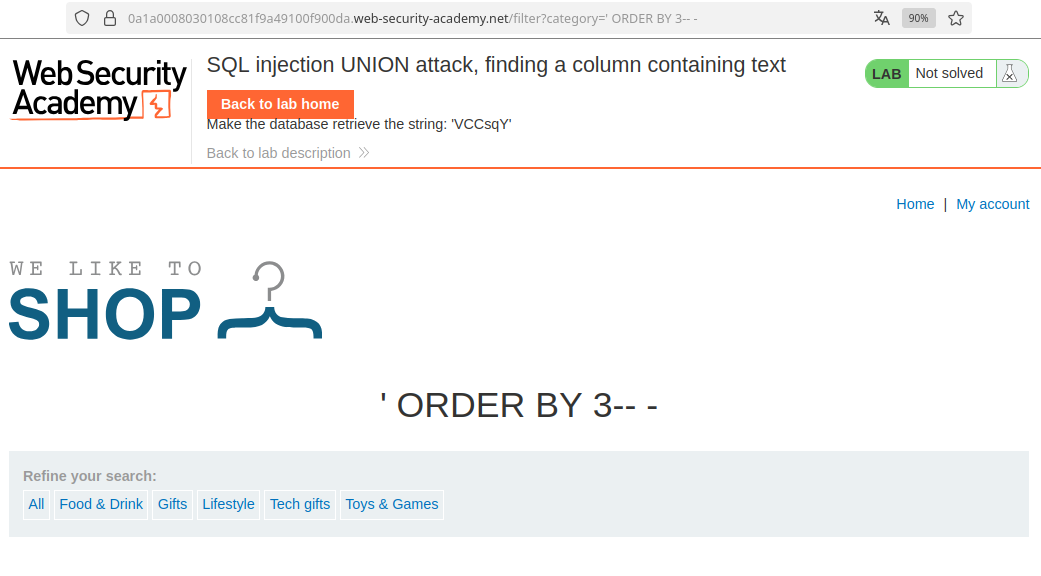 0a1a0008030108cc81f9a49100f900da.web-security-academy.net/filter?category=' ORDER BY 3-- -
90%
WebSecurity
Academy
SQL injection UNION attack, finding a column containing text
Back to lab home
Make the database retrieve the string: 'VCCsqY'
Back to lab description
LAB Not solved
Home | My account
WE LIKE TO
SHOP
' ORDER BY 3-- -
Refine your search:
All Food & Drink Gifts Lifestyle Tech gifts Toys & Games